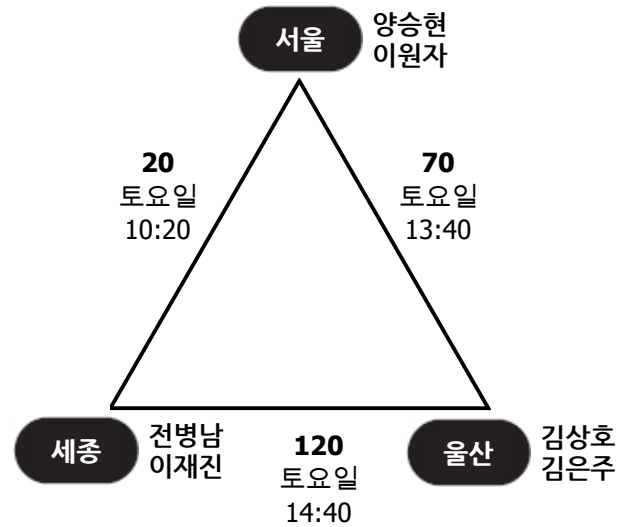 서울
양승현
이원자
20
토요일
10:20
70
토요일
13:40
세종
전병남
이재진
120
토요일
14:40
울산
김상호
김은주